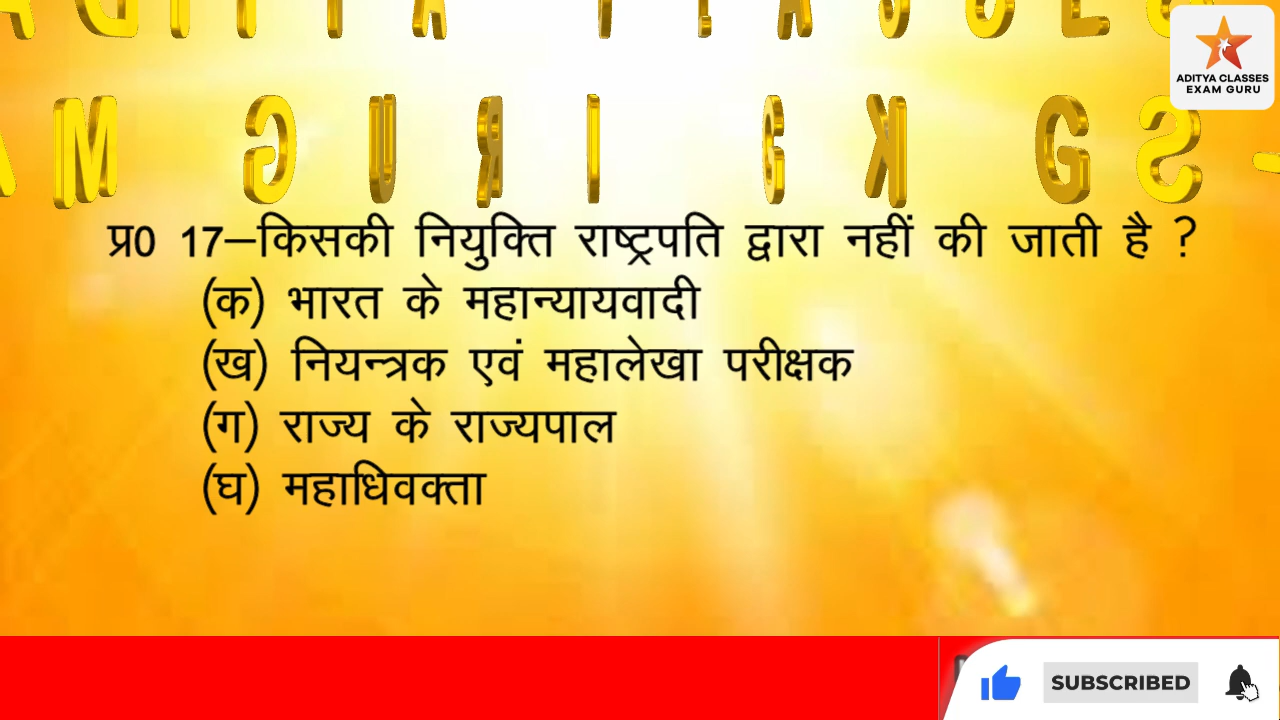 ADITYA CLASSES
EXAM GURU
प्र0 17–किसकी नियुक्ति राष्ट्रपति द्वारा नहीं की जाती है ?
(क) भारत के महान्यायवादी
(ख) नियन्त्रक एवं महालेखा परीक्षक
(ग) राज्य के राज्यपाल
(घ) महाधिवक्ता
SUBSCRIBED